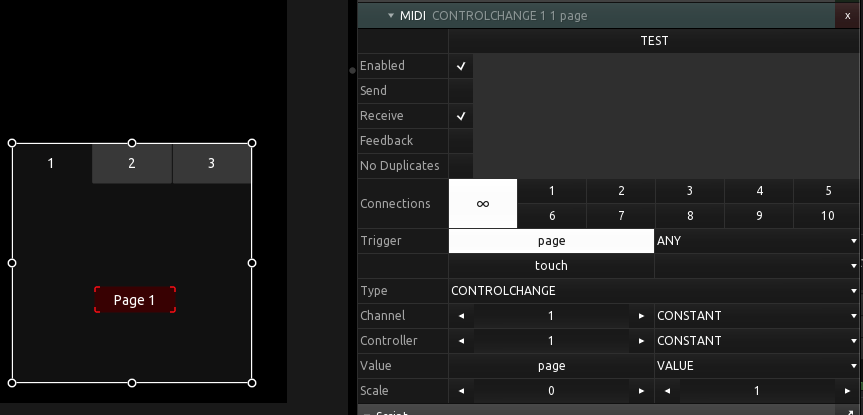 MIDI CONTROLCHANGE 1 1 page x
TEST
Enabled ✓
Send
Receive ✓
Feedback
No Duplicates
Connections ∞ 1 2 3 4 5
6 7 8 9 10
Trigger page ANY
touch
Type CONTROLCHANGE
Channel 1 CONSTANT
Controller 1 CONSTANT
Value page VALUE
Scale 0 1
1 2 3
Page 1